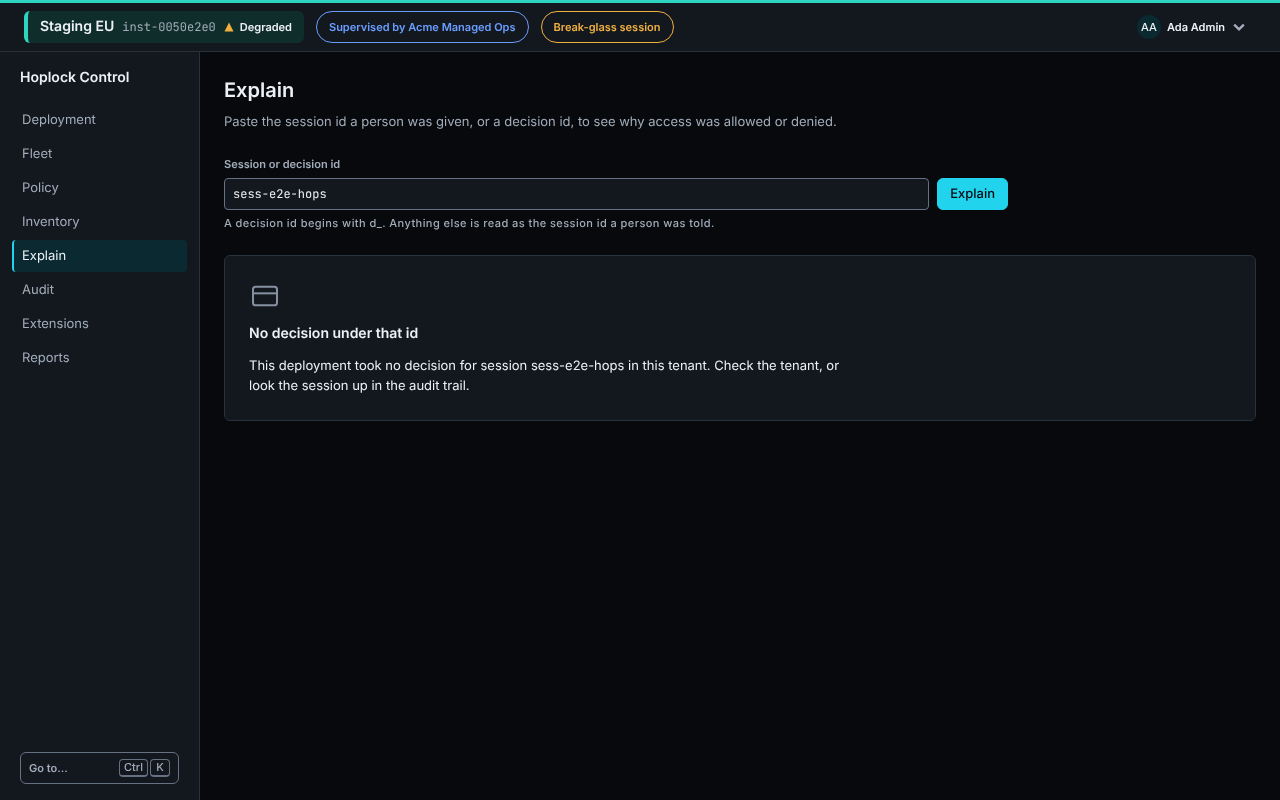 Staging EU inst-0050e2e0 Degraded Supervised by Acme Managed Ops Break-glass session AA Ada Admin
Hoplock Control
Deployment
Fleet
Policy
Inventory
Explain
Audit
Extensions
Reports
Go to... Ctrl K
Explain
Paste the session id a person was given, or a decision id, to see why access was allowed or denied.
Session or decision id
sess-e2e-hops Explain
A decision id begins with d_. Anything else is read as the session id a person was told.
No decision under that id
This deployment took no decision for session sess-e2e-hops in this tenant. Check the tenant, or
look the session up in the audit trail.